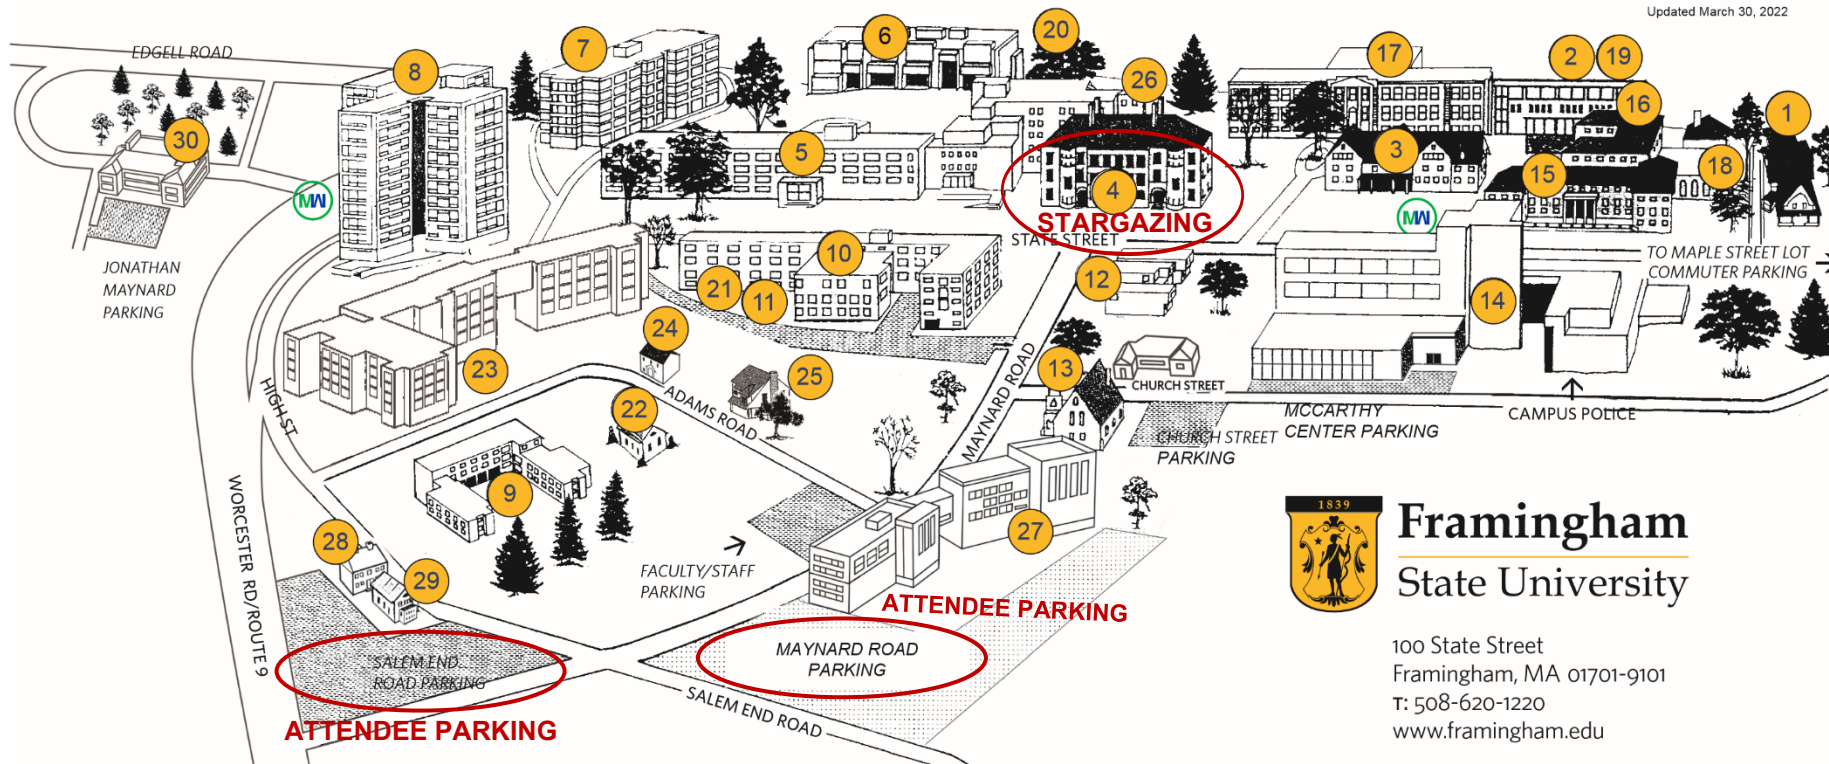 Updated March 30, 2022
EDGELL ROAD
7
6
20
17
2
19
8
26
16
1
30
5
3
4
15
18
MW
MW
STARGAZING
STATE STREET
JONATHAN
MAYNARD
PARKING
10
21
11
12
14
TO MAPLE STREET LOT
COMMUTER PARKING
24
23
25
13
MAYNARD ROAD
CHURCH STREET
HIGH ST
ADAMS ROAD
22
MCCARTHY
CENTER PARKING
CAMPUS POLICE
CHURCH STREET
PARKING
9
27
28
29
WORCESTER RD/ROUTE 9
FACULTY/STAFF
PARKING
ATTENDEE PARKING
MAYNARD ROAD
PARKING
SALEM END
ROAD PARKING
ATTENDEE PARKING
SALEM END ROAD
1839
Framingham
State University
100 State Street
Framingham, MA 01701-9101
T: 508-620-1220
www.framingham.edu